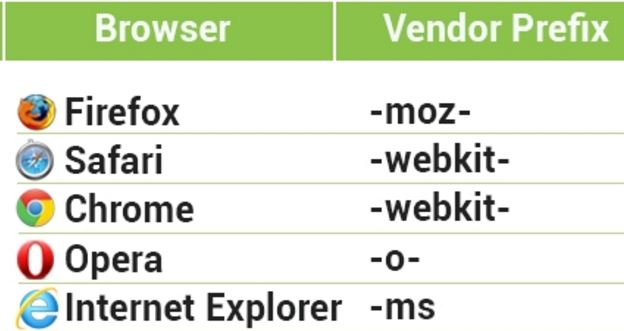 Browser Vendor Prefix
Firefox -moz-
Safari -webkit-
Chrome -webkit-
Opera -o-
Internet Explorer -ms